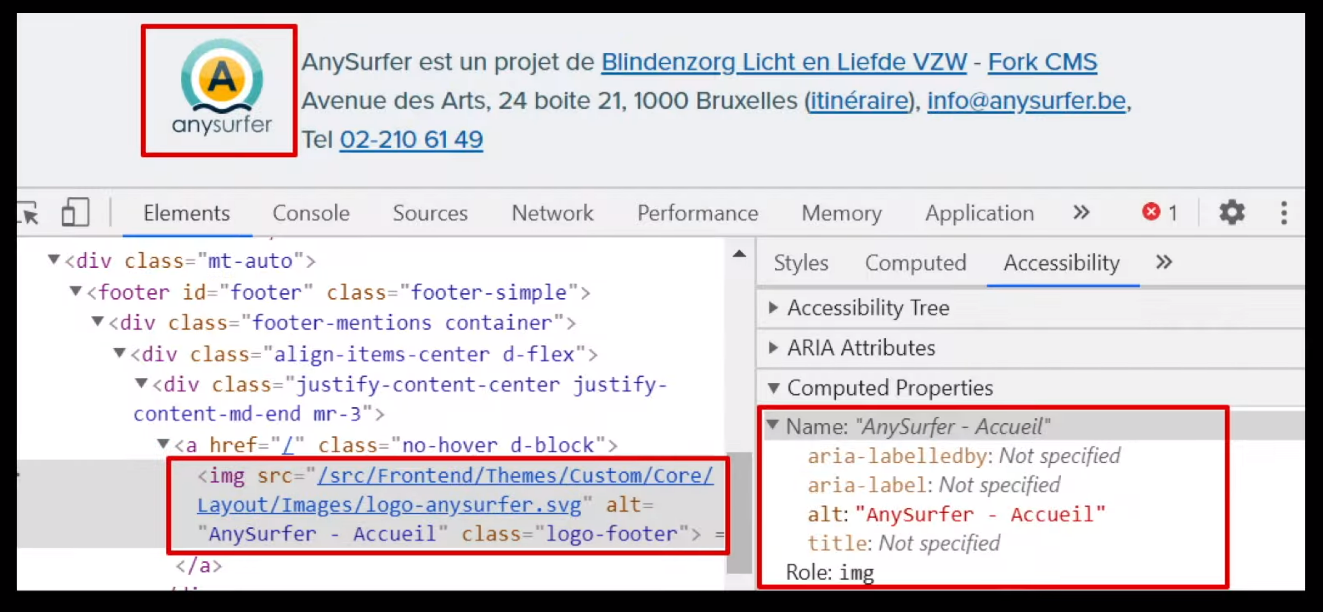 A
anysurfer
AnySurfer est un projet de Blindenzorg Licht en Liefde VZW - Fork CMS
Avenue des Arts, 24 boite 21, 1000 Bruxelles (itinéraire), info@anysurfer.be,
Tel 02-210 61 49
Elements Console Sources Network Performance Memory Application » 1
<div class="mt-auto">
<footer id="footer" class="footer-simple">
<div class="footer-mentions container">
<div class="align-items-center d-flex">
<div class="justify-content-center justify-
content-md-end mr-3">
<a href="/" class="no-hover d-block">
<img src="/src/Frontend/Themes/Custom/Core/
Layout/Images/logo-anysurfer.svg" alt=
"AnySurfer - Accueil" class="logo-footer"> =
</a>
Styles Computed Accessibility »
Accessibility Tree
ARIA Attributes
Computed Properties
Name: "AnySurfer - Accueil"
aria-labelledby: Not specified
aria-label: Not specified
alt: "AnySurfer - Accueil"
title: Not specified
Role: img